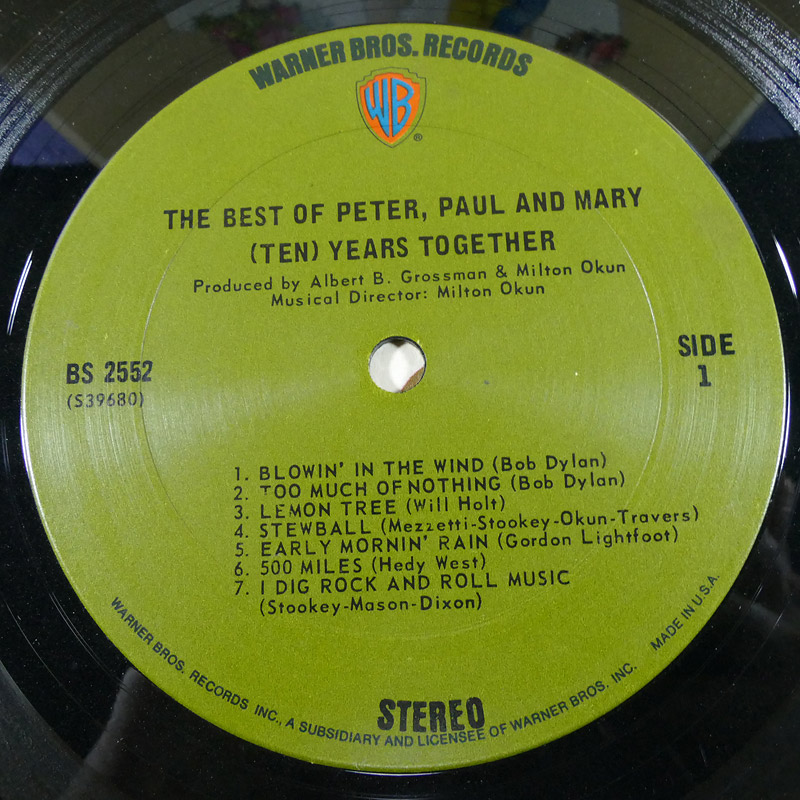 WARNER BROS. RECORDS
WB
®
THE BEST OF PETER, PAUL AND MARY
(TEN) YEARS TOGETHER
Produced by Albert B. Grossman & Milton Okun
Musical Director: Milton Okun
BS 2552
(S39680)
SIDE
1
1. BLOWIN' IN THE WIND (Bob Dylan)
2. TOO MUCH OF NOTHING (Bob Dylan)
3. LEMON TREE (Will Holt)
4. STEWBALL (Mezzetti-Stookey-Okun-Travers)
5. EARLY MORNIN' RAIN (Gordon Lightfoot)
6. 500 MILES (Hedy West)
7. I DIG ROCK AND ROLL MUSIC
(Stookey-Mason-Dixon)
STEREO
WARNER BROS. RECORDS INC., A SUBSIDIARY AND LICENSEE OF WARNER BROS. INC. MADE IN U.S.A.